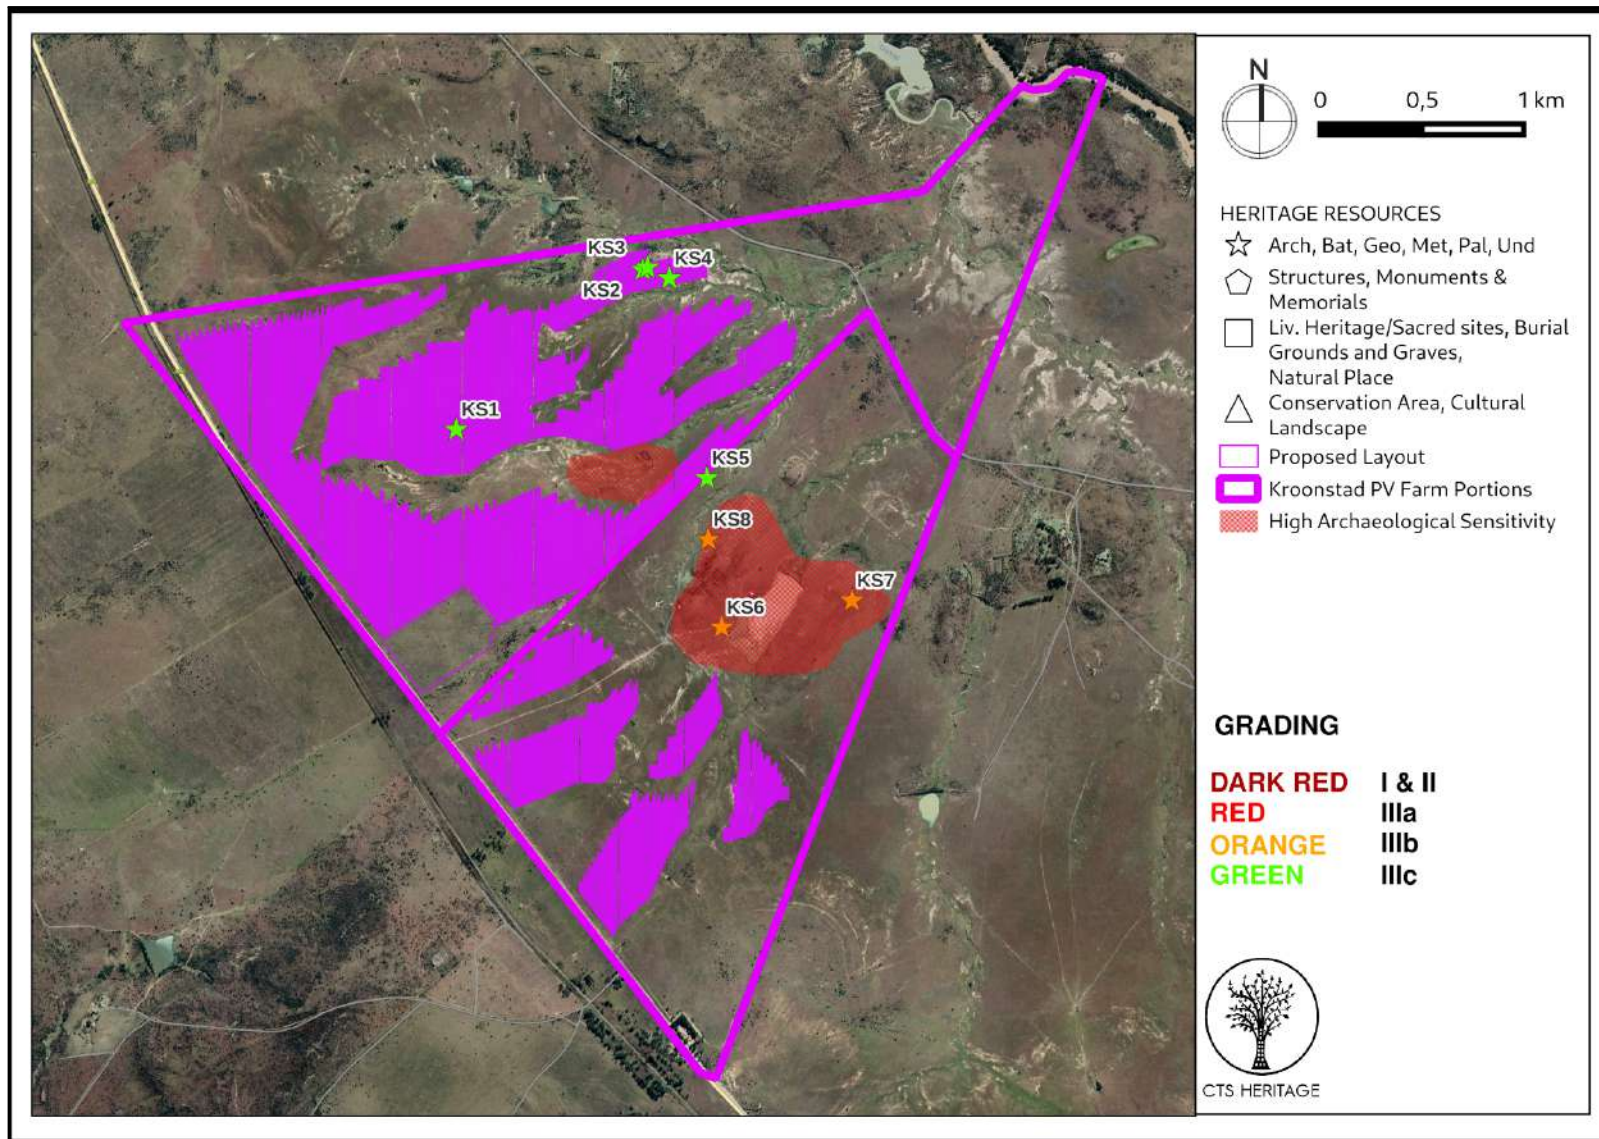 KS3
KS4
KS2
KS1
KS5
KS8
KS7
KS6
N
0 0,5 1 km
HERITAGE RESOURCES
Arch, Bat, Geo, Met, Pal, Und
Structures, Monuments &
Memorials
Liv. Heritage/Sacred sites, Burial
Grounds and Graves,
Natural Place
Conservation Area, Cultural
Landscape
Proposed Layout
Kroonstad PV Farm Portions
High Archaeological Sensitivity
GRADING
DARK RED I & II
RED IIIa
ORANGE IIIb
GREEN IIIc
CTS HERITAGE